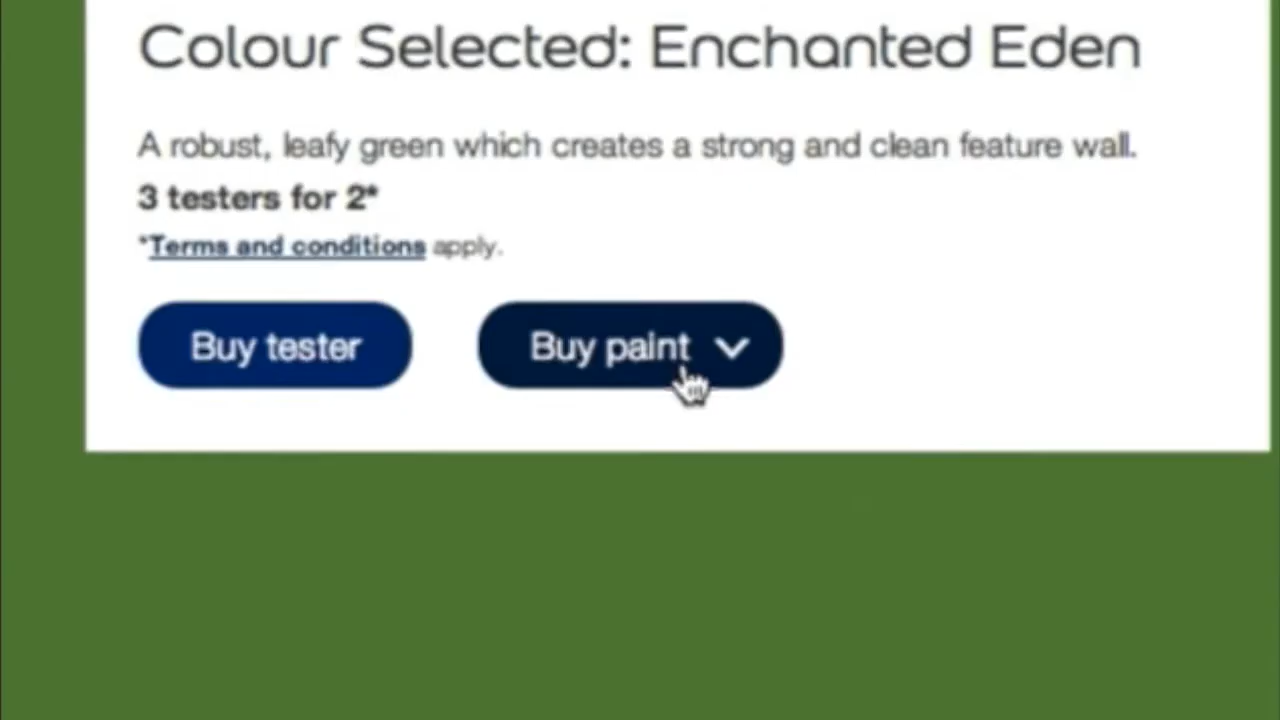 Colour Selected: Enchanted Eden
A robust, leafy green which creates a strong and clean feature wall.
3 testers for 2*
*Terms and conditions apply.
Buy tester
Buy paint